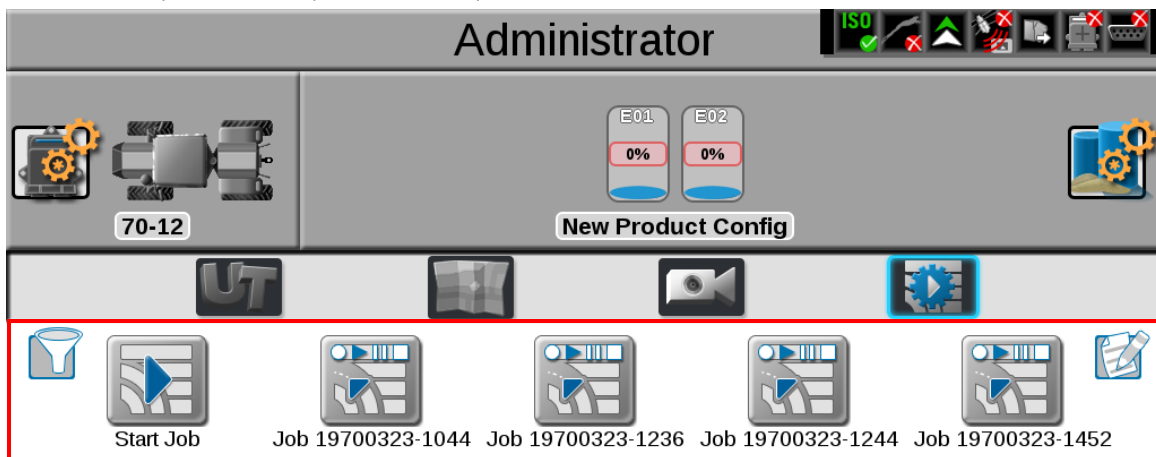 Administrator
ISO
E01 E02
0% 0%
70-12
New Product Config
UT
Start Job
Job 19700323-1044
Job 19700323-1236
Job 19700323-1244
Job 19700323-1452